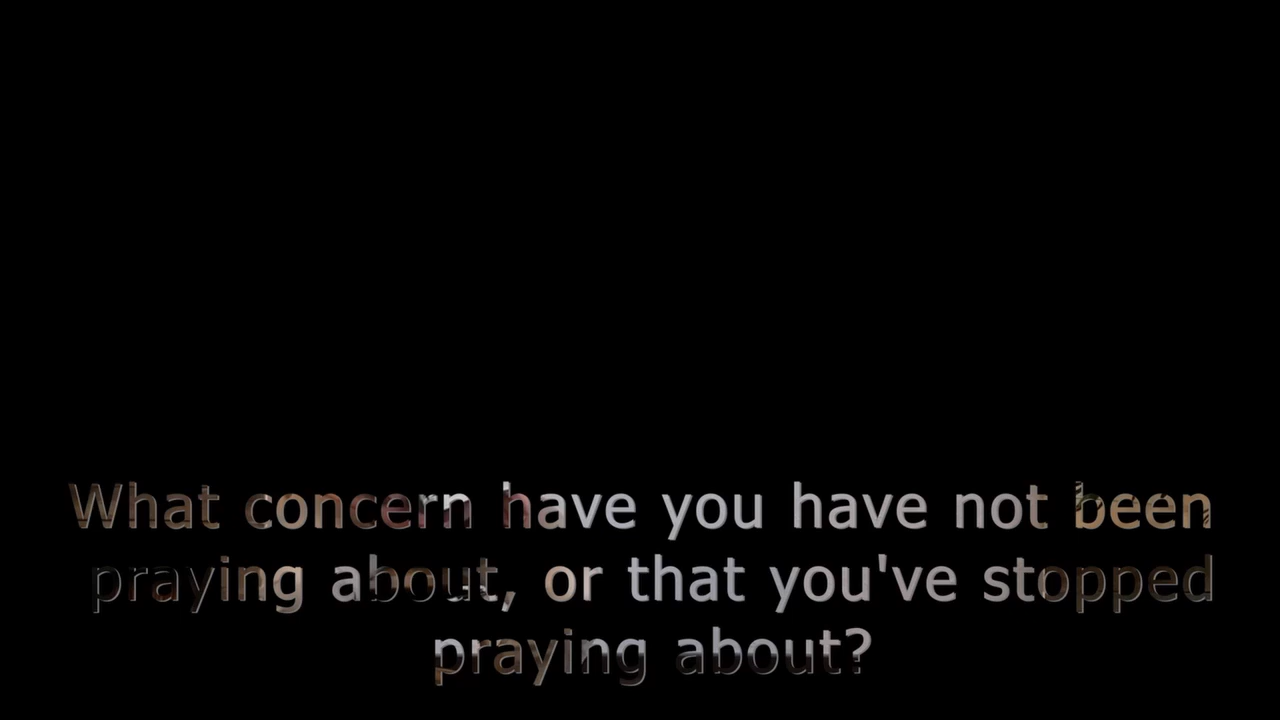 What concern have you have not been
praying about, or that you've stopped
praying about?